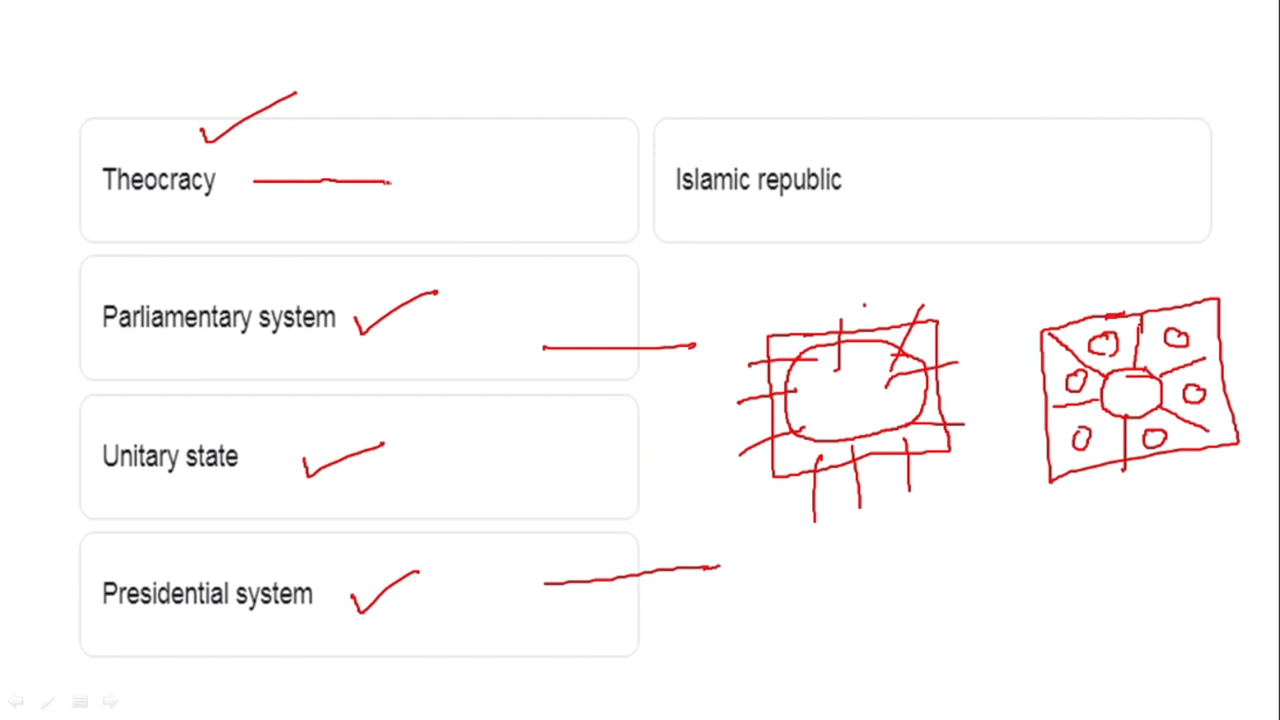 Theocracy
Islamic republic
Parliamentary system
Unitary state
Presidential system